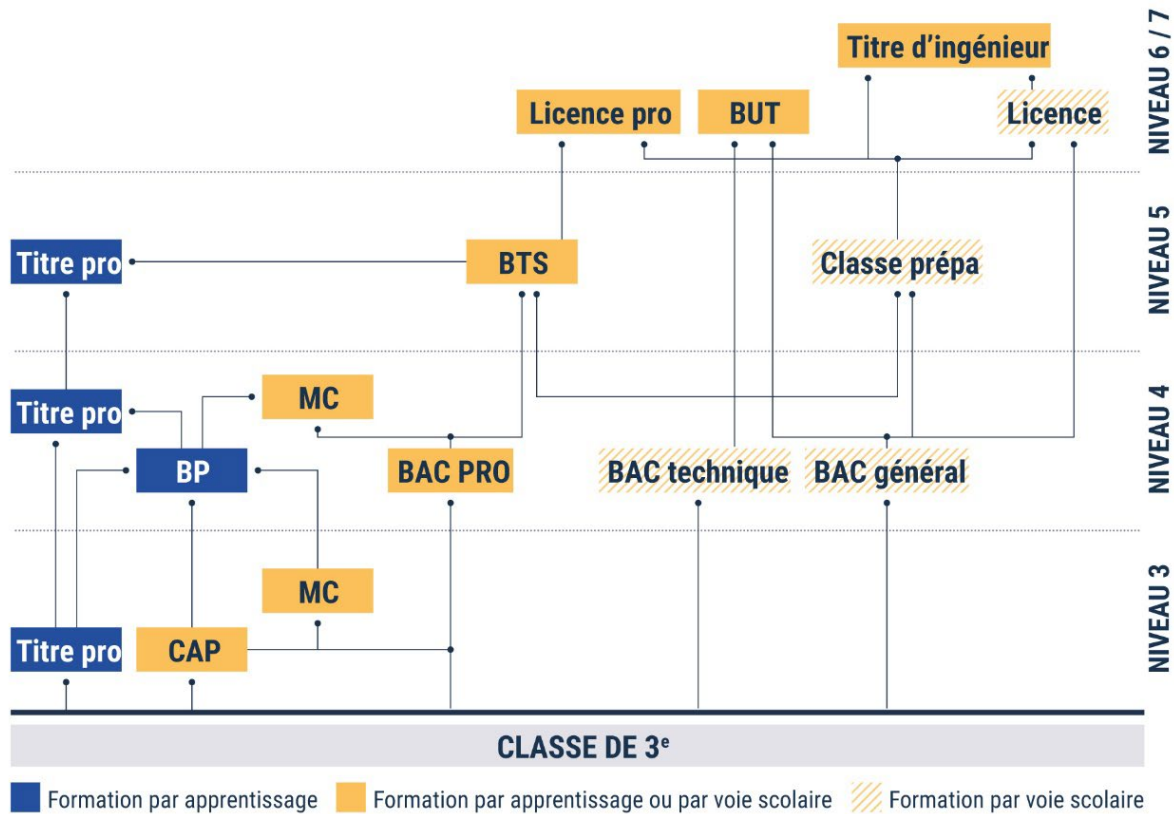 Titre d'ingénieur
Licence pro
BUT
Licence
NIVEAU 6 / 7
Titre pro
BTS
Classe prépa
NIVEAU 5
Titre pro
MC
BP
BAC PRO
BAC technique
BAC général
NIVEAU 4
MC
Titre pro
CAP
NIVEAU 3
CLASSE DE 3e
Formation par apprentissage
Formation par apprentissage ou par voie scolaire
Formation par voie scolaire